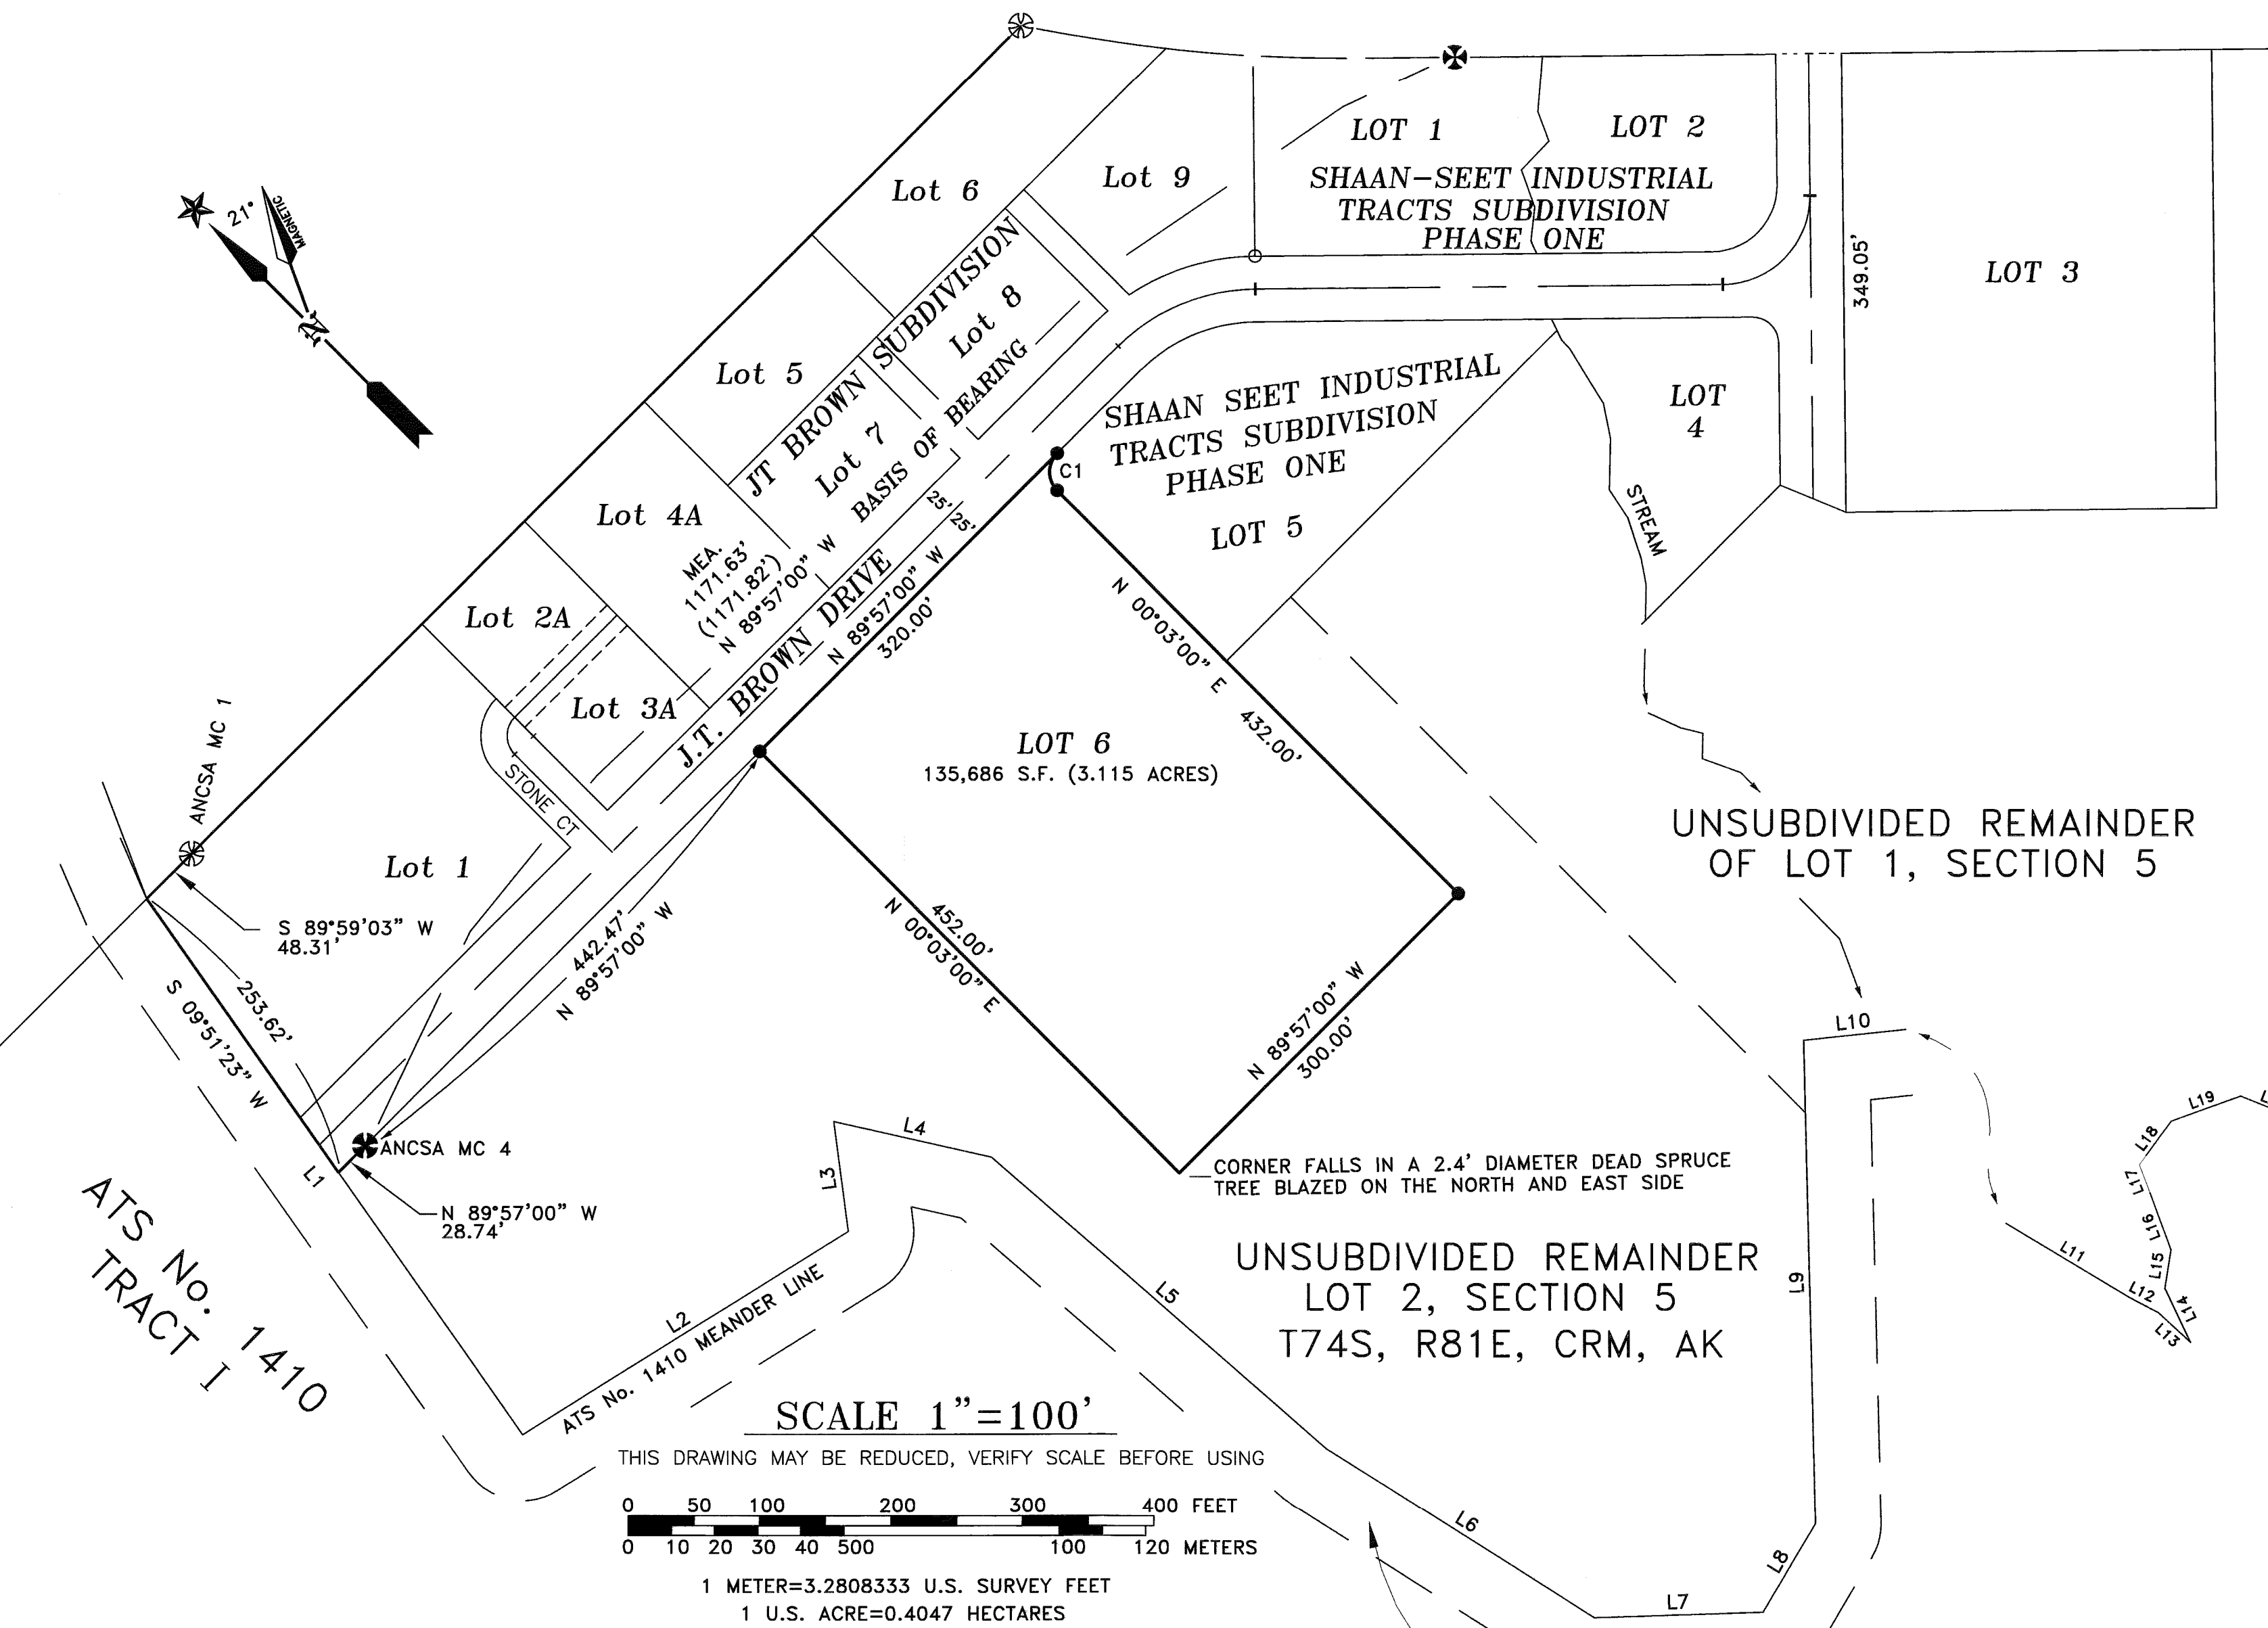 LOT 1
LOT 2
SHAAN-SEET INDUSTRIAL
TRACTS SUBDIVISION
PHASE ONE
349.05'
LOT 3
21°
MAGNETIC
N
Lot 6
Lot 9
JT BROWN SUBDIVISION
Lot 8
Lot 5
Lot 7
BASIS OF BEARING
SHAAN SEET INDUSTRIAL
TRACTS SUBDIVISION
PHASE ONE
LOT 5
LOT
4
STREAM
C1
25' 25'
Lot 4A
MEA.
1171.63'
(1171.82')
N 89°57'00" W
J.T. BROWN DRIVE
N 89°57'00" W
320.00'
N 00°03'00" E
432.00'
Lot 2A
Lot 3A
STONE CT
LOT 6
135,686 S.F. (3.115 ACRES)
ANCSA MC 1
Lot 1
S 89°59'03" W
48.31'
253.62'
S 09°51'23" W
442.47'
N 89°57'00" W
452.00'
N 00°03'00" E
N 89°57'00" W
300.00'
UNSUBDIVIDED REMAINDER
OF LOT 1, SECTION 5
ANCSA MC 4
L1
N 89°57'00" W
28.74'
ATS No. 1410
TRACT I
CORNER FALLS IN A 2.4' DIAMETER DEAD SPRUCE
TREE BLAZED ON THE NORTH AND EAST SIDE
UNSUBDIVIDED REMAINDER
LOT 2, SECTION 5
T74S, R81E, CRM, AK
L2
ATS No. 1410 MEANDER LINE
L3
L4
L5
L6
L7
L8
L9
L10
L11
L12
L13
L14
L15
L16
L17
L18
L19
SCALE 1"=100'
THIS DRAWING MAY BE REDUCED, VERIFY SCALE BEFORE USING
0 50 100 200 300 400 FEET
0 10 20 30 40 500 100 120 METERS
1 METER=3.2808333 U.S. SURVEY FEET
1 U.S. ACRE=0.4047 HECTARES